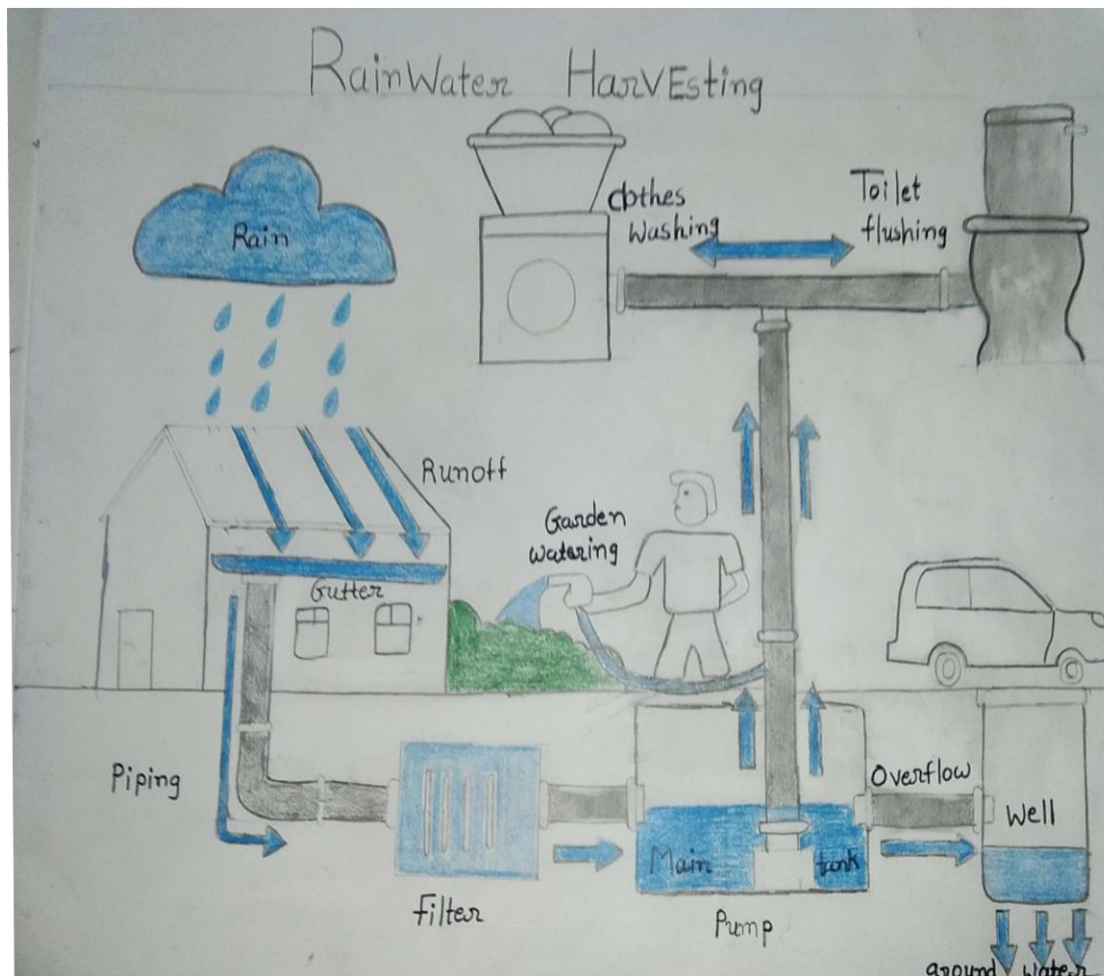 RainWater HarVEsting
Rain
Clothes
washing
Toilet
flushing
Runoff
Garden
watering
Gutter
Piping
Overflow
Well
Main tank
Filter
Pump
ground water